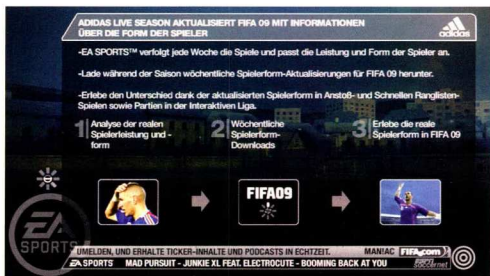 ADIDAS LIVE SEASON AKTUALISIERT FIFA 09 MIT INFORMATIONEN
ÜBER DIE FORM DER SPIELER
adidas
-EA SPORTS™ verfolgt jede Woche die Spiele und passt die Leistung und Form der Spieler an.
-Lade während der Saison wöchentliche Spielerform-Aktualisierungen für FIFA 09 herunter.
-Erlebe den Unterschied dank der aktualisierten Spielerform in Anstoß- und Schnellen Ranglisten-
Spielen sowie Partien in der Interaktiven Liga.
1 Analyse der realen
Spielerleistung und -
form
2 Wöchentliche
Spielerform-
Downloads
3 Erlebe die reale
Spielerform in FIFA 09
FIFA09
EA
SPORTS
UMELDEN, UND ERHALTE TICKER-INHALTE UND PODCASTS IN ECHTZEIT. MANIAC FIFA.com
EA SPORTS MAD PURSUIT - JUNKIE XL FEAT. ELECTROCUTE - BOOMING BACK AT YOU
soccernet